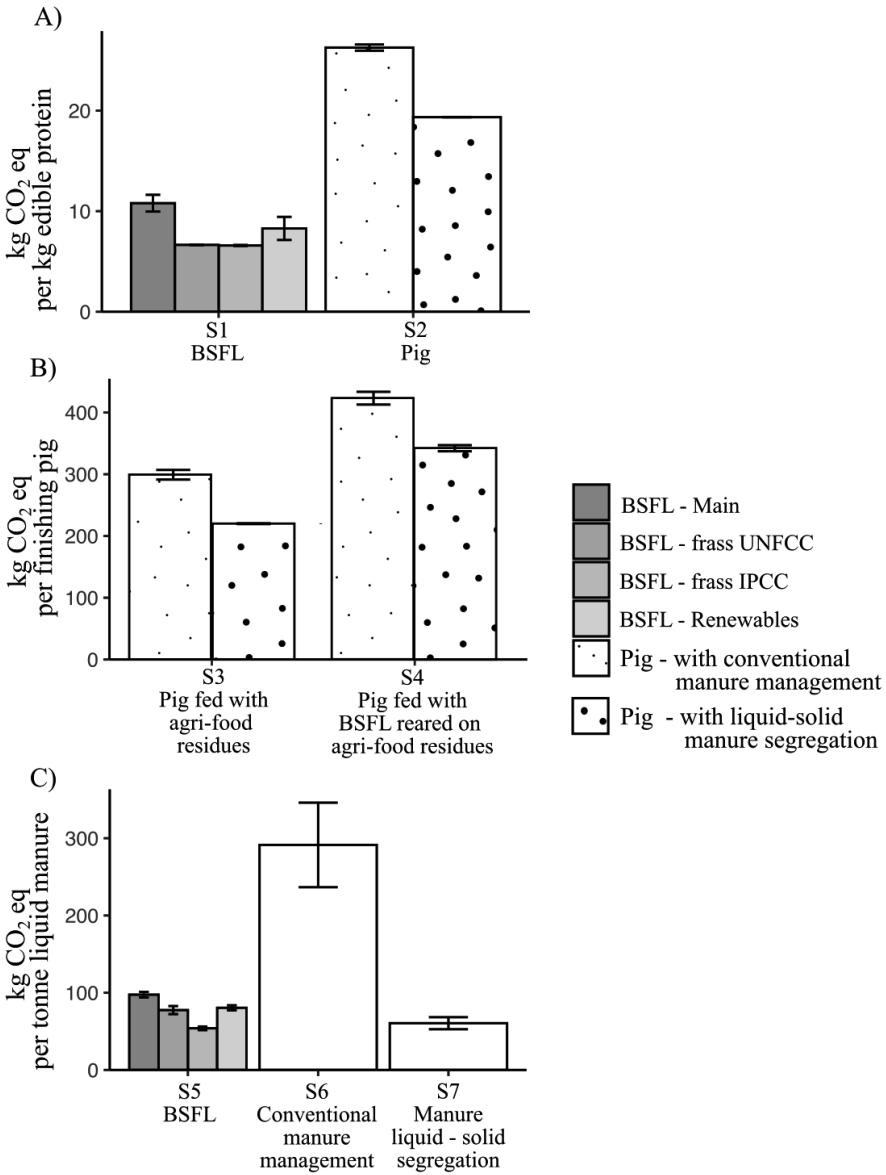 A)
kg CO2 eq
per kg edible protein
20
10
0
S1
BSFL
S2
Pig
B)
kg CO2 eq
per finishing pig
400
300
200
100
0
S3
Pig fed with
agri-food
residues
S4
Pig fed with
BSFL reared on
agri-food residues
BSFL - Main
BSFL - frass UNFCC
BSFL - frass IPCC
BSFL - Renewables
Pig - with conventional
manure management
Pig - with liquid-solid
manure segregation
C)
kg CO2 eq
per tonne liquid manure
300
200
100
0
S5
BSFL
S6
Conventional
manure
management
S7
Manure
liquid - solid
segregation